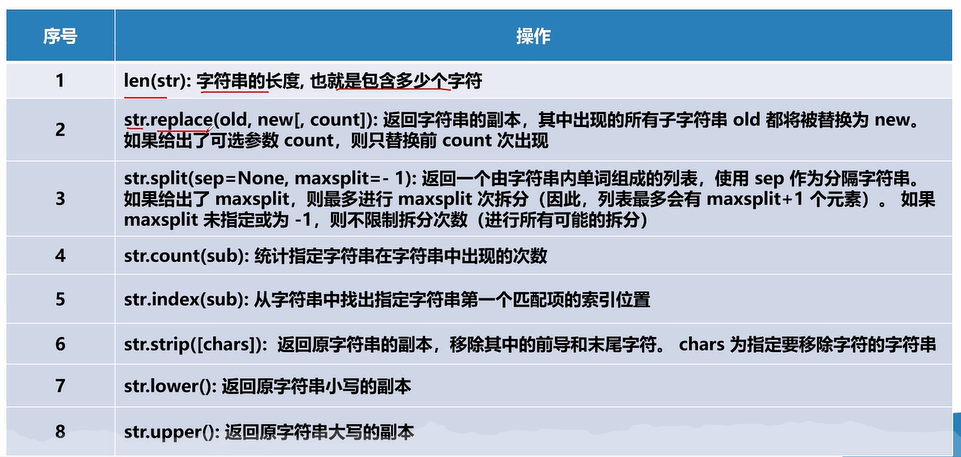 序号 操作
1 len(str): 字符串的长度, 也就是包含多少个字符
2 str.replace(old, new[, count]): 返回字符串的副本，其中出现的所有子字符串 old 都将被替换为 new。
如果给出了可选参数 count，则只替换前 count 次出现
3 str.split(sep=None, maxsplit=- 1): 返回一个由字符串内单词组成的列表，使用 sep 作为分隔字符串。
如果给出了 maxsplit，则最多进行 maxsplit 次拆分（因此，列表最多会有 maxsplit+1 个元素）。 如果
maxsplit 未指定或为 -1，则不限制拆分次数（进行所有可能的拆分）
4 str.count(sub): 统计指定字符串在字符串中出现的次数
5 str.index(sub): 从字符串中找出指定字符串第一个匹配项的索引位置
6 str.strip([chars]): 返回原字符串的副本，移除其中的前导和末尾字符。 chars 为指定要移除字符的字符串
7 str.lower(): 返回原字符串小写的副本
8 str.upper(): 返回原字符串大写的副本